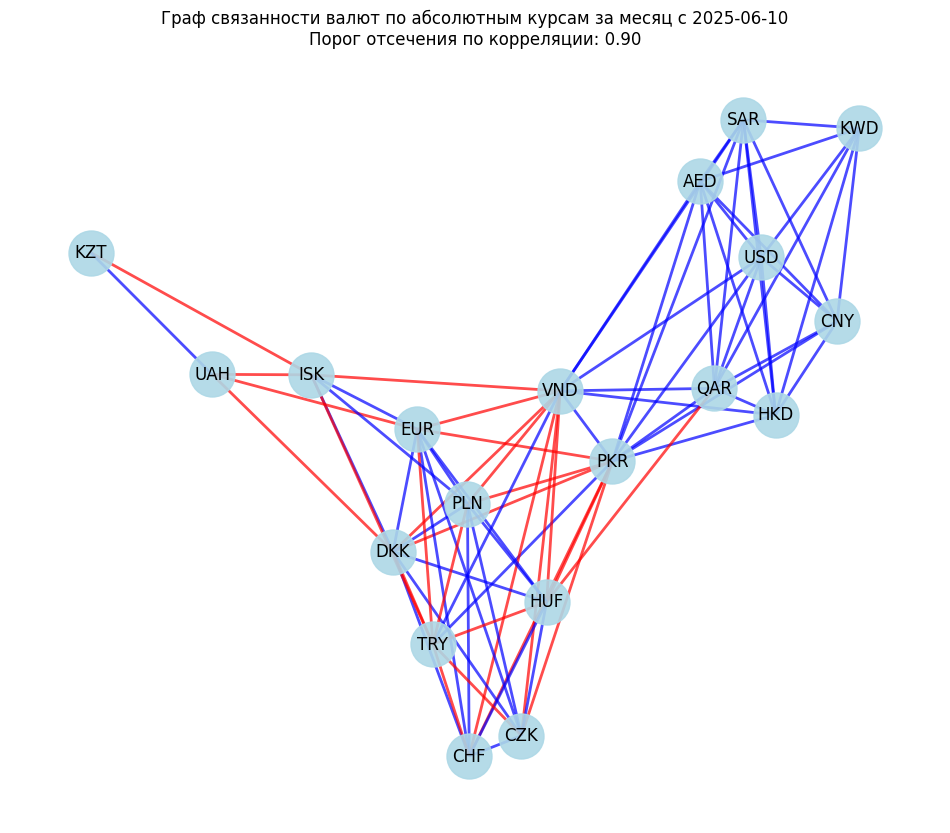 Граф связанности валют по абсолютным курсам за месяц с 2025-06-10
Порог отсечения по корреляции: 0.90
SAR
KWD
AED
KZT
USD
CNY
UAH
ISK
VND
QAR
HKD
EUR
PKR
PLN
DKK
HUF
TRY
CZK
CHF